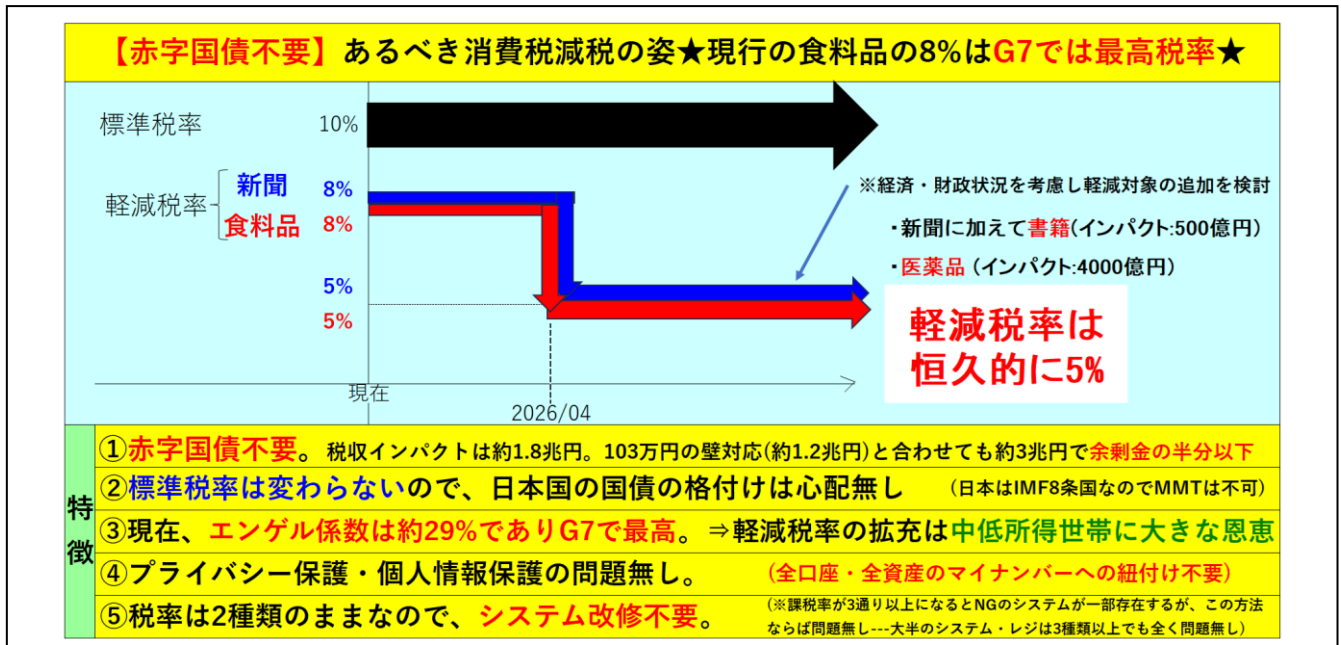 【赤字国債不要】あるべき消費税減税の姿★現行の食料品の8%はG7では最高税率★
標準税率
10%
軽減税率
新聞
8%
食料品
8%
5%
5%
※経済・財政状況を考慮し軽減対象の追加を検討
・新聞に加えて書籍(インパクト:500億円)
・医薬品 (インパクト:4000億円)
軽減税率は
恒久的に5%
現在
2026/04
特徴
①赤字国債不要。税収インパクトは約1.8兆円。103万円の壁対応(約1.2兆円)と合わせても約3兆円で余剰金の半分以下
②標準税率は変わらないので、日本国の国債の格付けは心配無し (日本はIMF8条国なのでMMTは不可)
③現在、エンゲル係数は約29%でありG7で最高。⇒軽減税率の拡充は中低所得世帯に大きな恩恵
④プライバシー保護・個人情報保護の問題無し。 (全口座・全資産のマイナンバーへの紐付け不要)
⑤税率は2種類のままなので、システム改修不要。
(※課税率が3通り以上になるとNGのシステムが一部存在するが、この方法
ならば問題無し---大半のシステム・レジは3種類以上でも全く問題無し)